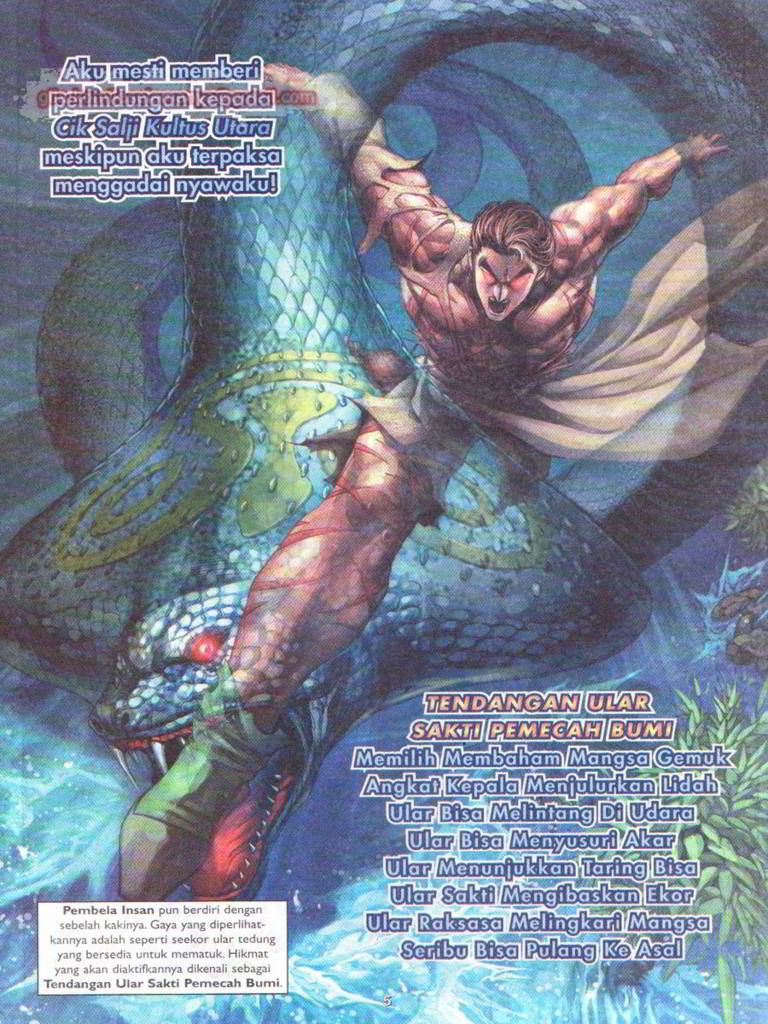 Aku mesti memberi
perlindungan kepada
Cik Salji Kultus Utara
meskipun aku terpaksa
menggadai nyawaku!
TENDANGAN ULAR
SAKTI PEMECAH BUMI
Memilih Membaham Mangsa Gemuk
Angkat Kepala Menjulurkan Lidah
Ular Bisa Melintang Di Udara
Ular Bisa Menyusuri Akar
Ular Menunjukkan Taring Bisa
Ular Sakti Mengibaskan Ekor
Ular Raksasa Melingkari Mangsa
Seribu Bisa Pulang Ke Asal
Pembela Insan pun berdiri dengan
sebelah kakinya. Gaya yang diperlihat-
kannya adalah seperti seekor ular tedung
yang bersedia untuk mematuk. Hikmat
yang akan diaktifkannya dikenali sebagai
Tendangan Ular Sakti Pemecah Bumi.
5